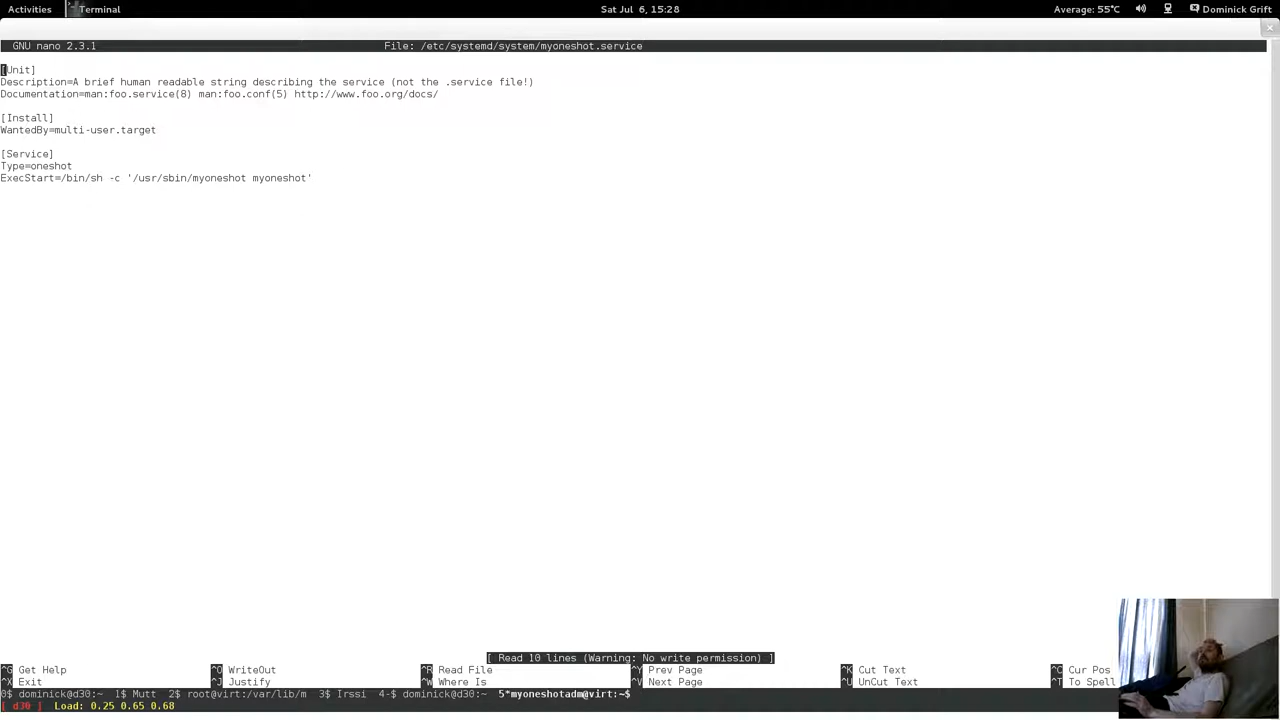 Activities Terminal Sat Jul 6, 15:28 Average: 55°C Dominick Grift
GNU nano 2.3.1 File: /etc/systemd/system/myoneshot.service
[Unit]
Description=A brief human readable string describing the service (not the .service file!)
Documentation=man:foo.service(8) man:foo.conf(5) http://www.foo.org/docs/
[Install]
WantedBy=multi-user.target
[Service]
Type=oneshot
ExecStart=/bin/sh -c '/usr/sbin/myoneshot myoneshot'
[ Read 10 lines (Warning: No write permission) ]
^G Get Help ^O WriteOut ^R Read File ^Y Prev Page ^K Cut Text ^C Cur Pos
^X Exit ^J Justify ^W Where Is ^V Next Page ^U UnCut Text ^T To Spell
0$ dominick@d30:~ 1$ Mutt 2$ root@virt:/var/lib/m 3$ Irssi 4-$ dominick@d30:~ 5*myoneshotadm@virt:~$
[ d30 ] Load: 0.25 0.65 0.68